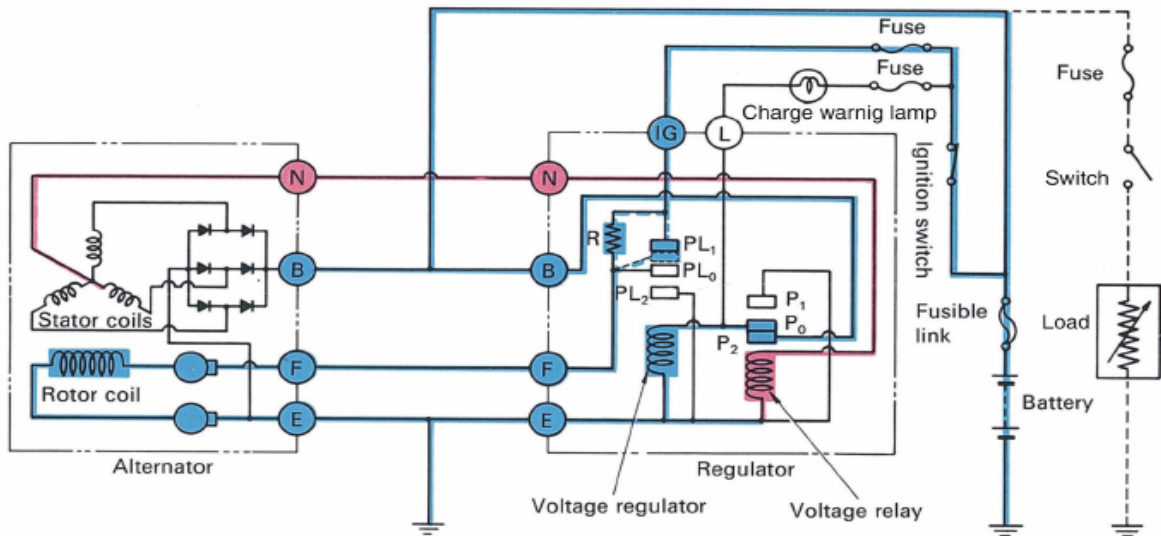 Fuse
Fuse
Fuse
Charge warnig lamp
IG
L
Ignition switch
Switch
N
N
R
PL1
PL0
PL2
B
B
P1
P0
P2
Stator coils
Fusible
link
Load
F
F
Rotor coil
Battery
E
E
Alternator
Regulator
Voltage regulator
Voltage relay